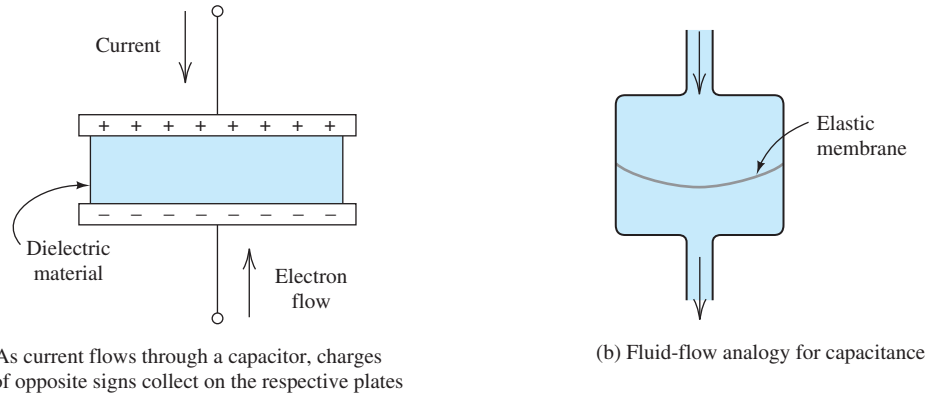 Current
+ + + + + + + +
− − − − − − − −
Dielectric
material
Electron
flow
As current flows through a capacitor, charges
of opposite signs collect on the respective plates
Elastic
membrane
(b) Fluid-flow analogy for capacitance